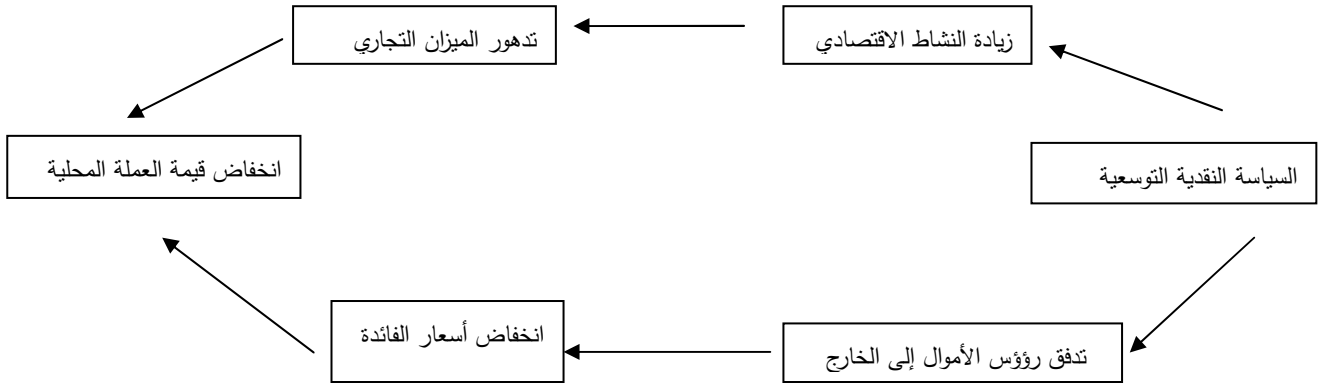 زيادة النشاط الاقتصادي
تدهور الميزان التجاري
السياسة النقدية التوسعية
انخفاض قيمة العملة المحلية
تدفق رؤؤس الأموال إلى الخارج
انخفاض أسعار الفائدة